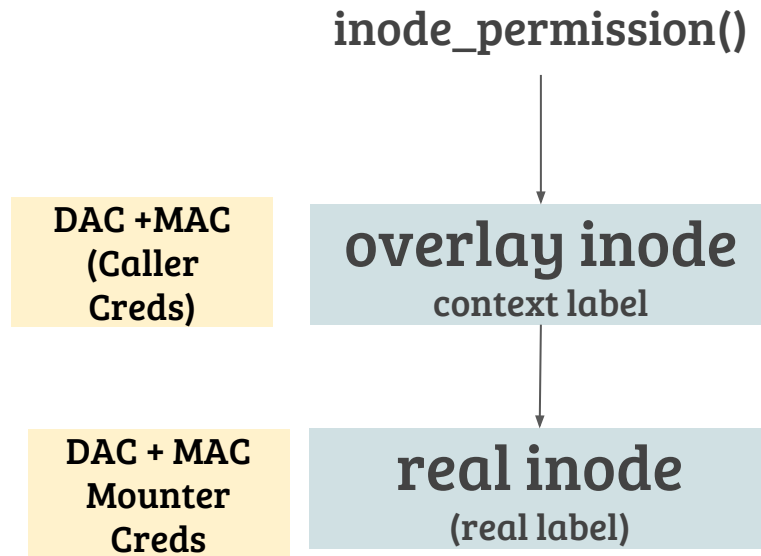 inode_permission()
DAC +MAC
(Caller
Creds)
overlay inode
context label
DAC + MAC
Mounter
Creds
real inode
(real label)